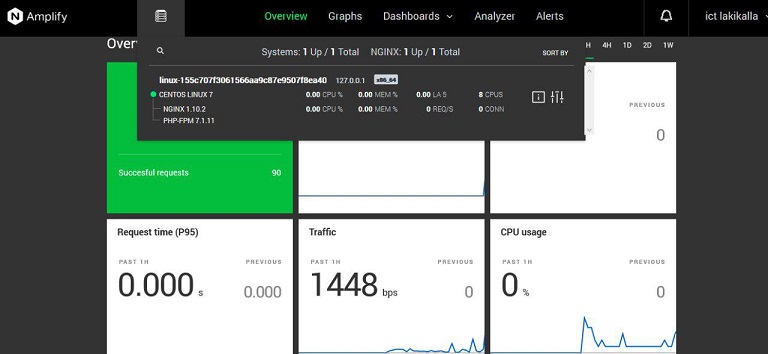 N Amplify Overview Graphs Dashboards Analyzer Alerts ict lakikalla
Over
Systems: 1 Up / 1 Total NGINX: 1 Up / 1 Total SORT BY
H 4H 1D 2D 1W
linux-155c707f3061566aa9c87e9507f8ea40 127.0.0.1 x86_64
CENTOS LINUX 7 0.00 CPU % 0.00 MEM % 0.00 LA 5 8 CPUS
NGINX 1.10.2 0.00 CPU % 0.00 MEM % 0 REQ/S 0 CONN
PHP-FPM 7.1.11
PREVIOUS
0
Succesful requests 90
Request time (P95)
PAST 1H PREVIOUS
0.000 s 0.000
Traffic
PAST 1H PREVIOUS
1448 bps 0
CPU usage
PAST 1H PREVIOUS
0 % 0